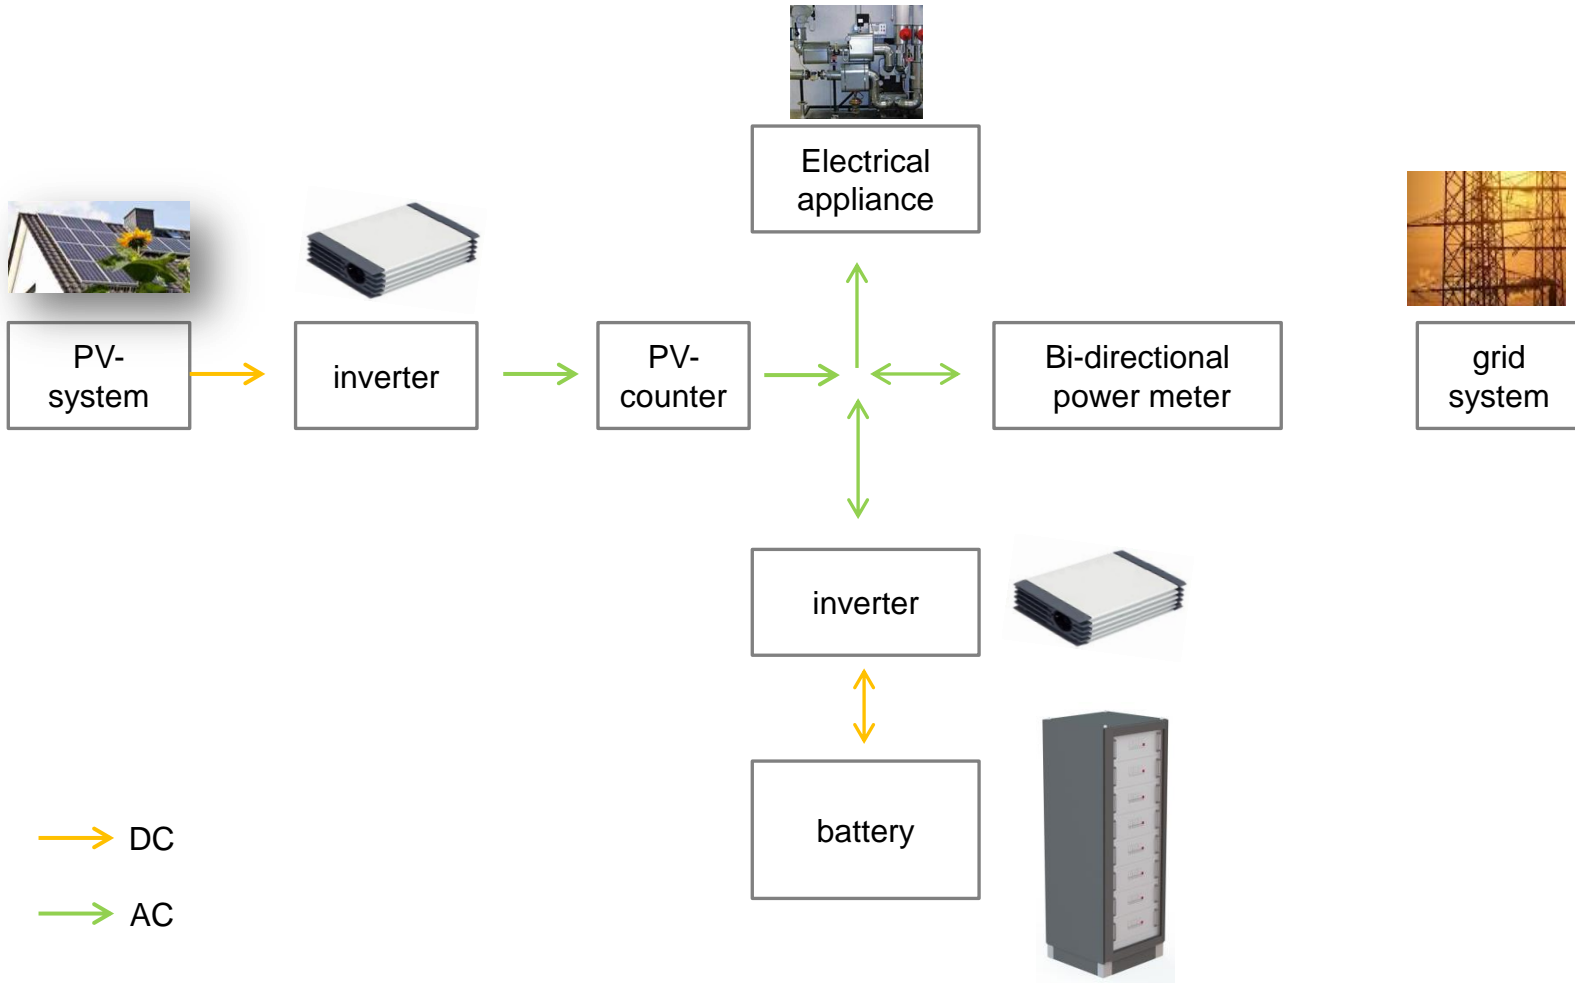 Electrical
appliance
PV-
system
inverter
PV-
counter
Bi-directional
power meter
grid
system
inverter
battery
DC
AC